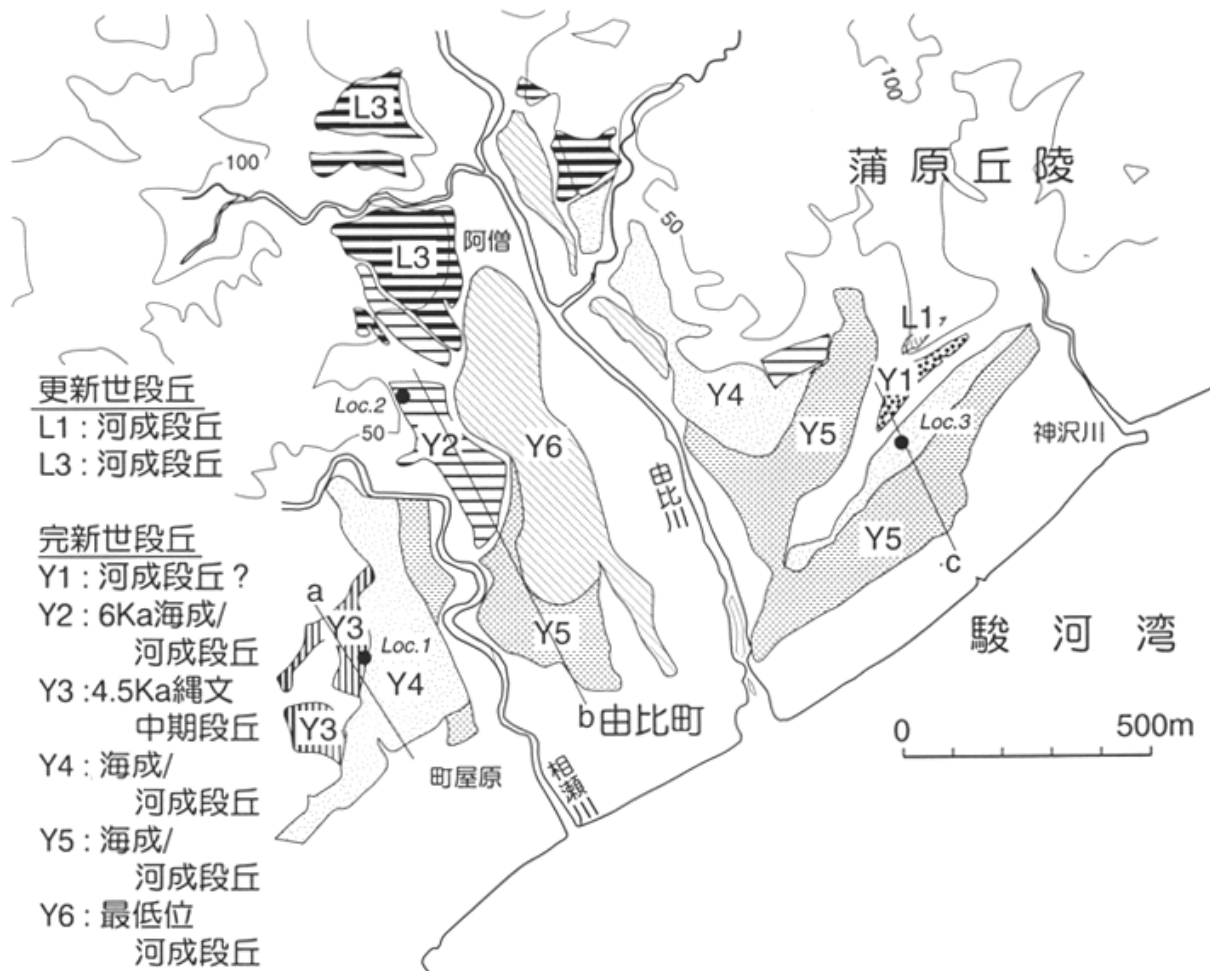 L3
100
100
蒲原丘陵
50
阿僧
L3
L1
Y1
更新世段丘
L1 : 河成段丘
L3 : 河成段丘
Loc.2
50
Y2
Y6
Y4
Y5
Loc.3
神沢川
由比川
Y5
c
完新世段丘
Y1 : 河成段丘 ?
Y2 : 6Ka海成/
河成段丘
Y3 : 4.5Ka縄文
中期段丘
Y4 : 海成/
河成段丘
Y5 : 海成/
河成段丘
Y6 : 最低位
河成段丘
a
Y3
Loc.1
Y4
Y5
駿河湾
Y3
b
由比町
町屋原
0
500m